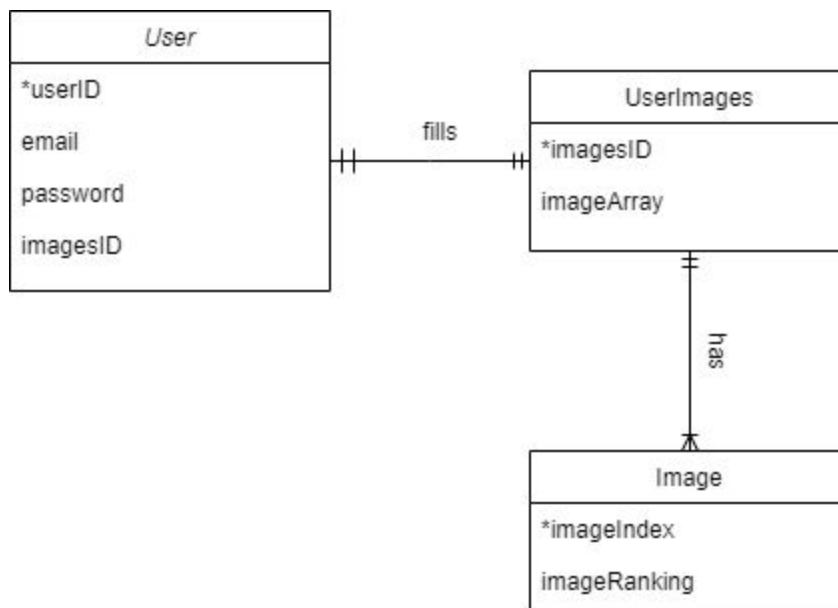 User
*userID
email
password
imagesID
fills
UserImages
*imagesID
imageArray
has
Image
*imageIndex
imageRanking